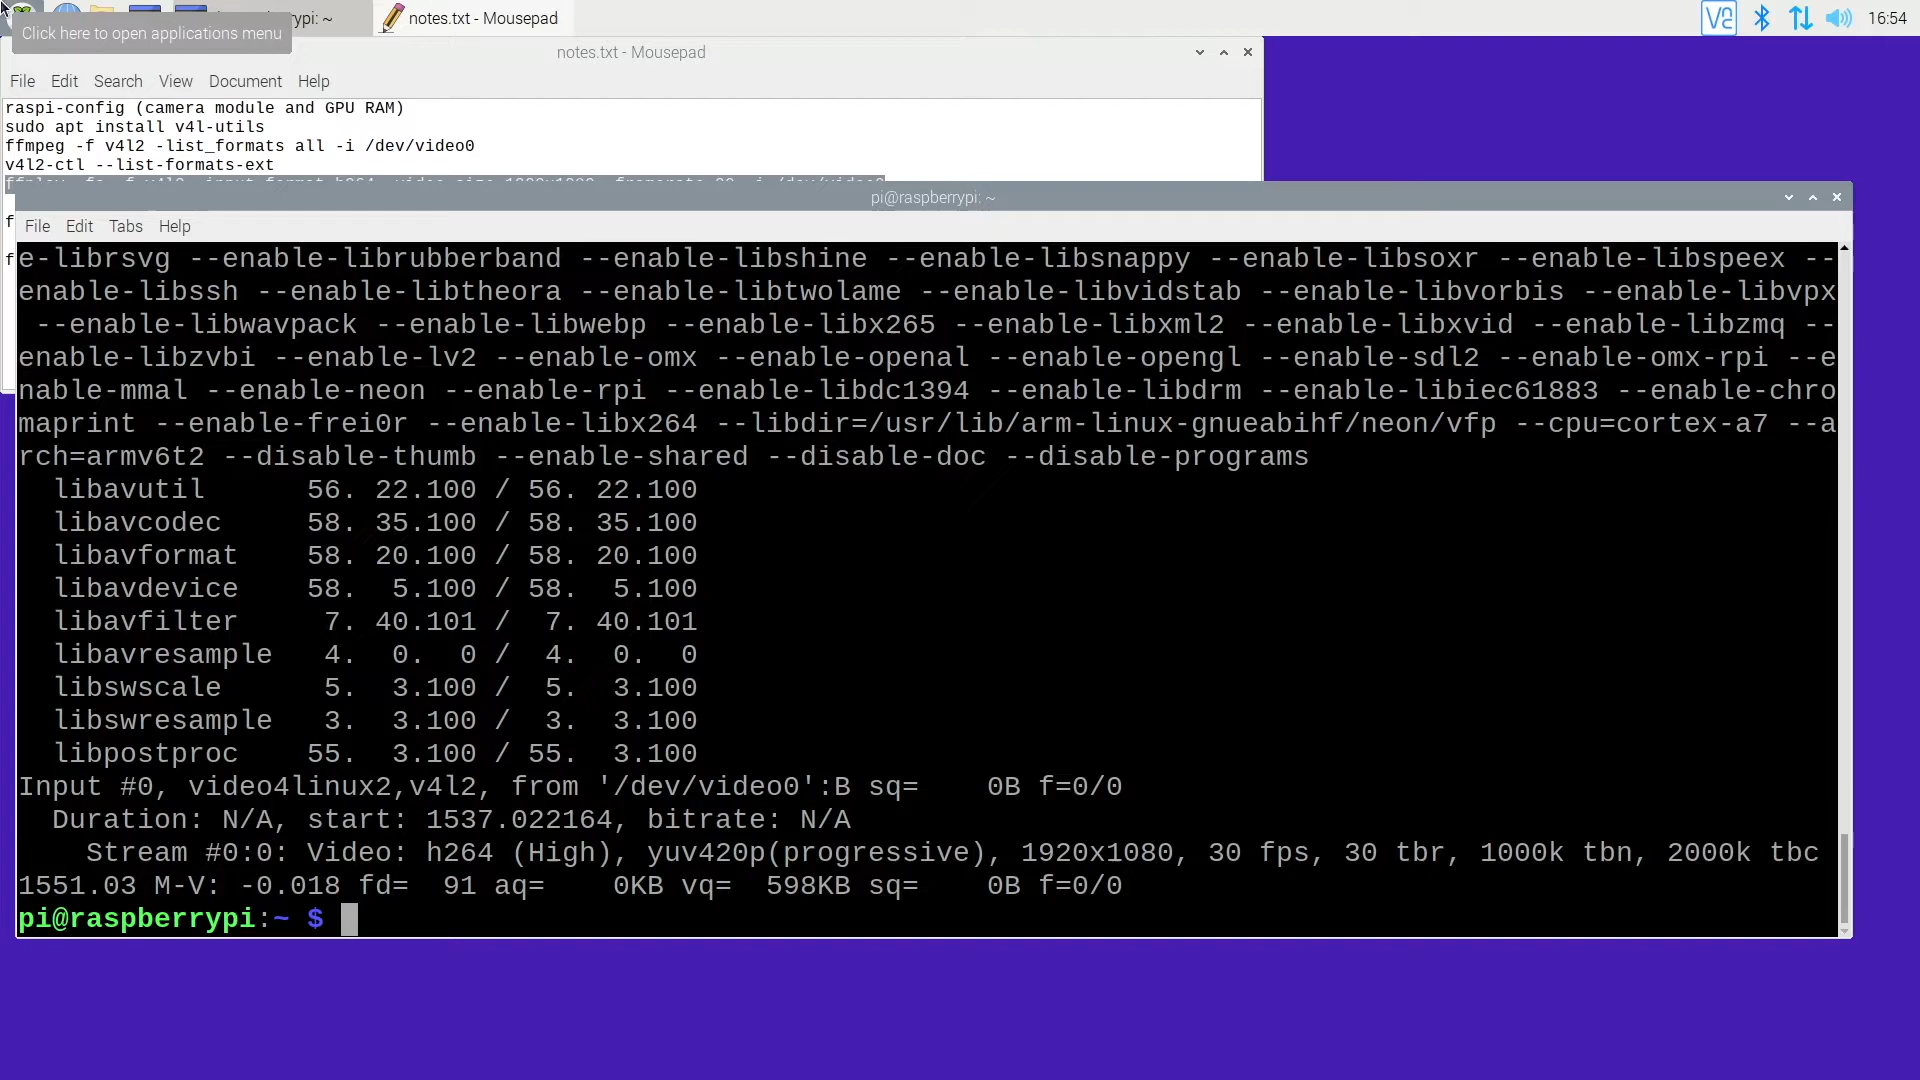 rrypi: ~
notes.txt - Mousepad
16:54
Click here to open applications menu
notes.txt - Mousepad
File Edit Search View Document Help
raspi-config (camera module and GPU RAM)
sudo apt install v4l-utils
ffmpeg -f v4l2 -list_formats all -i /dev/video0
v4l2-ctl --list-formats-ext
pi@raspberrypi: ~
f
File Edit Tabs Help
f
e-librsvg --enable-librubberband --enable-libshine --enable-libsnappy --enable-libsoxr --enable-libspeex --
enable-libssh --enable-libtheora --enable-libtwolame --enable-libvidstab --enable-libvorbis --enable-libvpx
--enable-libwavpack --enable-libwebp --enable-libx265 --enable-libxml2 --enable-libxvid --enable-libzmq --
enable-libzvbi --enable-lv2 --enable-omx --enable-openal --enable-opengl --enable-sdl2 --enable-omx-rpi --e
nable-mmal --enable-neon --enable-rpi --enable-libdc1394 --enable-libdrm --enable-libiec61883 --enable-chro
maprint --enable-frei0r --enable-libx264 --libdir=/usr/lib/arm-linux-gnueabihf/neon/vfp --cpu=cortex-a7 --a
rch=armv6t2 --disable-thumb --enable-shared --disable-doc --disable-programs
libavutil 56. 22.100 / 56. 22.100
libavcodec 58. 35.100 / 58. 35.100
libavformat 58. 20.100 / 58. 20.100
libavdevice 58. 5.100 / 58. 5.100
libavfilter 7. 40.101 / 7. 40.101
libavresample 4. 0. 0 / 4. 0. 0
libswscale 5. 3.100 / 5. 3.100
libswresample 3. 3.100 / 3. 3.100
libpostproc 55. 3.100 / 55. 3.100
Input #0, video4linux2,v4l2, from '/dev/video0':B sq= 0B f=0/0
Duration: N/A, start: 1537.022164, bitrate: N/A
Stream #0:0: Video: h264 (High), yuv420p(progressive), 1920x1080, 30 fps, 30 tbr, 1000k tbn, 2000k tbc
1551.03 M-V: -0.018 fd= 91 aq= 0KB vq= 598KB sq= 0B f=0/0
pi@raspberrypi:~ $